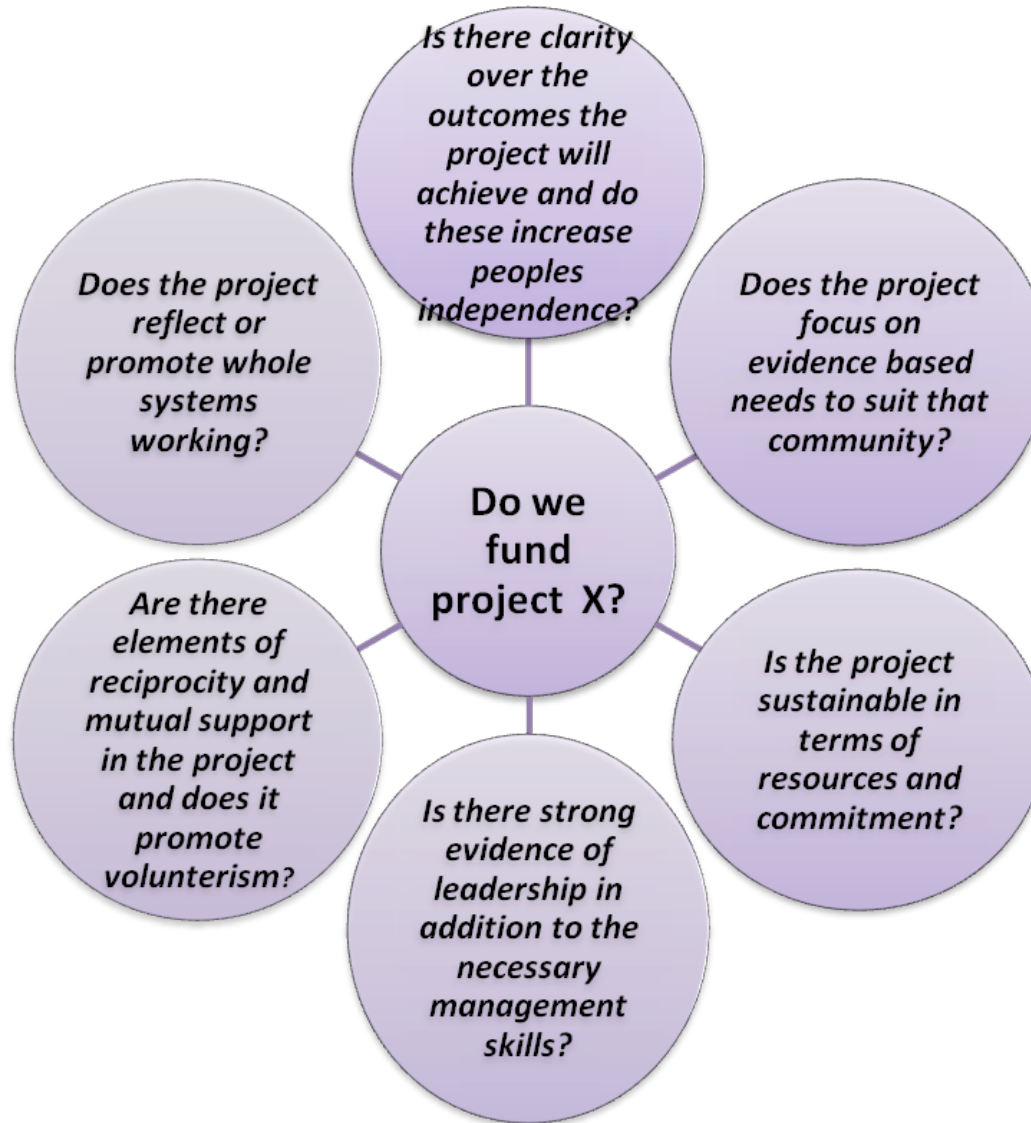 Is there clarity
over the
outcomes the
project will
achieve and do
these increase
peoples
independence?
Does the project
focus on
evidence based
needs to suit that
community?
Is the project
sustainable in
terms of
resources and
commitment?
Is there strong
evidence of
leadership in
addition to the
necessary
management
skills?
Are there
elements of
reciprocity and
mutual support
in the project
and does it
promote
volunterism?
Does the project
reflect or
promote whole
systems
working?
Do we
fund
project X?